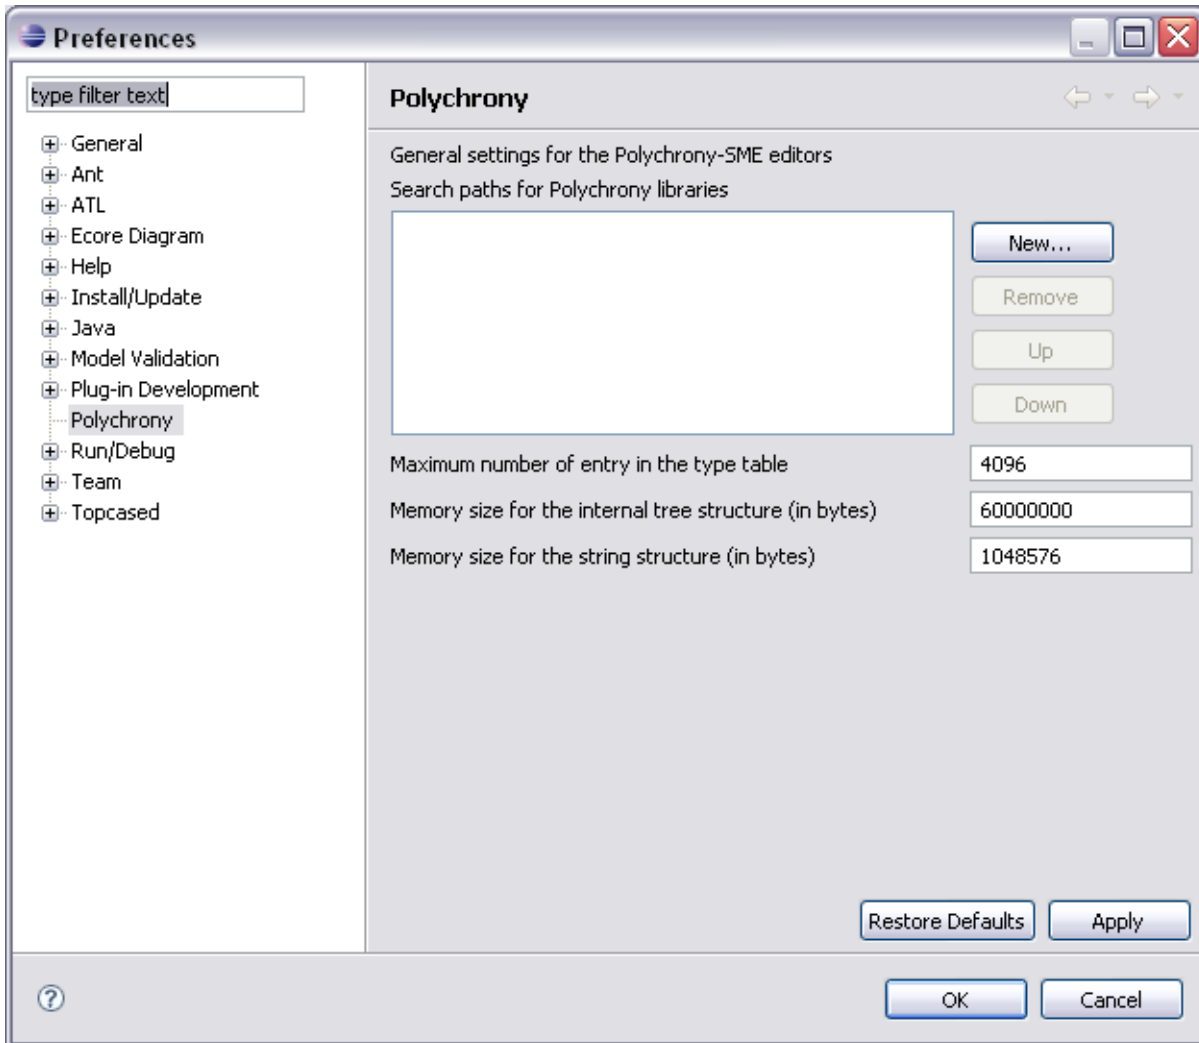 Preferences
type filter text
General
Ant
ATL
Ecore Diagram
Help
Install/Update
Java
Model Validation
Plug-in Development
Polychrony
Run/Debug
Team
Topcased
Polychrony
General settings for the Polychrony-SME editors
Search paths for Polychrony libraries
New...
Remove
Up
Down
Maximum number of entry in the type table 4096
Memory size for the internal tree structure (in bytes) 60000000
Memory size for the string structure (in bytes) 1048576
Restore Defaults Apply
? OK Cancel